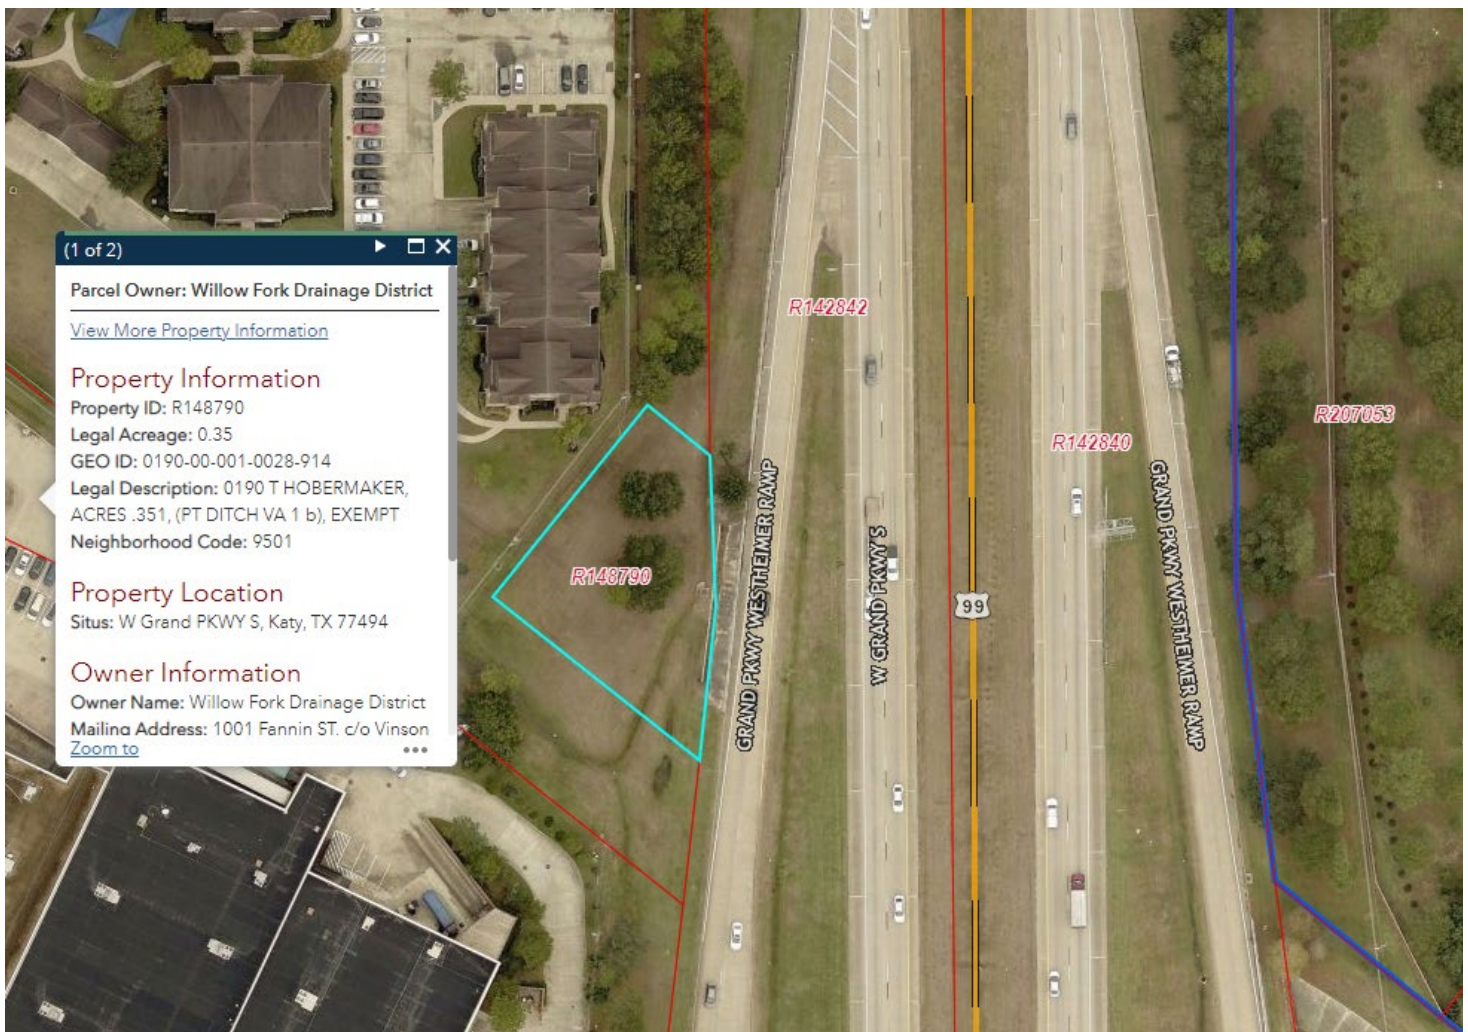 (1 of 2)
Parcel Owner: Willow Fork Drainage District
View More Property Information
Property Information
Property ID: R148790
Legal Acreage: 0.35
GEO ID: 0190-00-001-0028-914
Legal Description: 0190 T HOBERMAKER,
ACRES .351, (PT DITCH VA 1 b), EXEMPT
Neighborhood Code: 9501
Property Location
Situs: W Grand PKWY S, Katy, TX 77494
Owner Information
Owner Name: Willow Fork Drainage District
Mailing Address: 1001 Fannin ST. c/o Vinson
Zoom to
R142842
R207053
R142840
R148790
GRAND PKWY WESTHEIMER RAMP
W GRAND PKWY S
99
GRAND PKWY WESTHEIMER RAMP